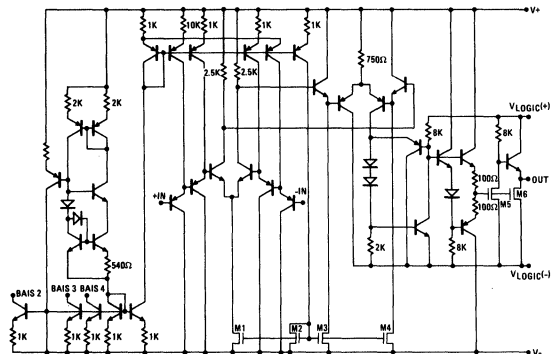 V+
1K
10K
1K
1K
1K
1K
2.5K
2.5K
750Ω
2K
2K
VLOGIC(+)
8K
8K
+IN
-IN
100Ω
100Ω
OUT
M5
M6
540Ω
2K
8K
VLOGIC(-)
BAIS 2
BAIS 3
BAIS 4
M1
M2
M3
M4
1K
1K
1K
1K
1K
V-